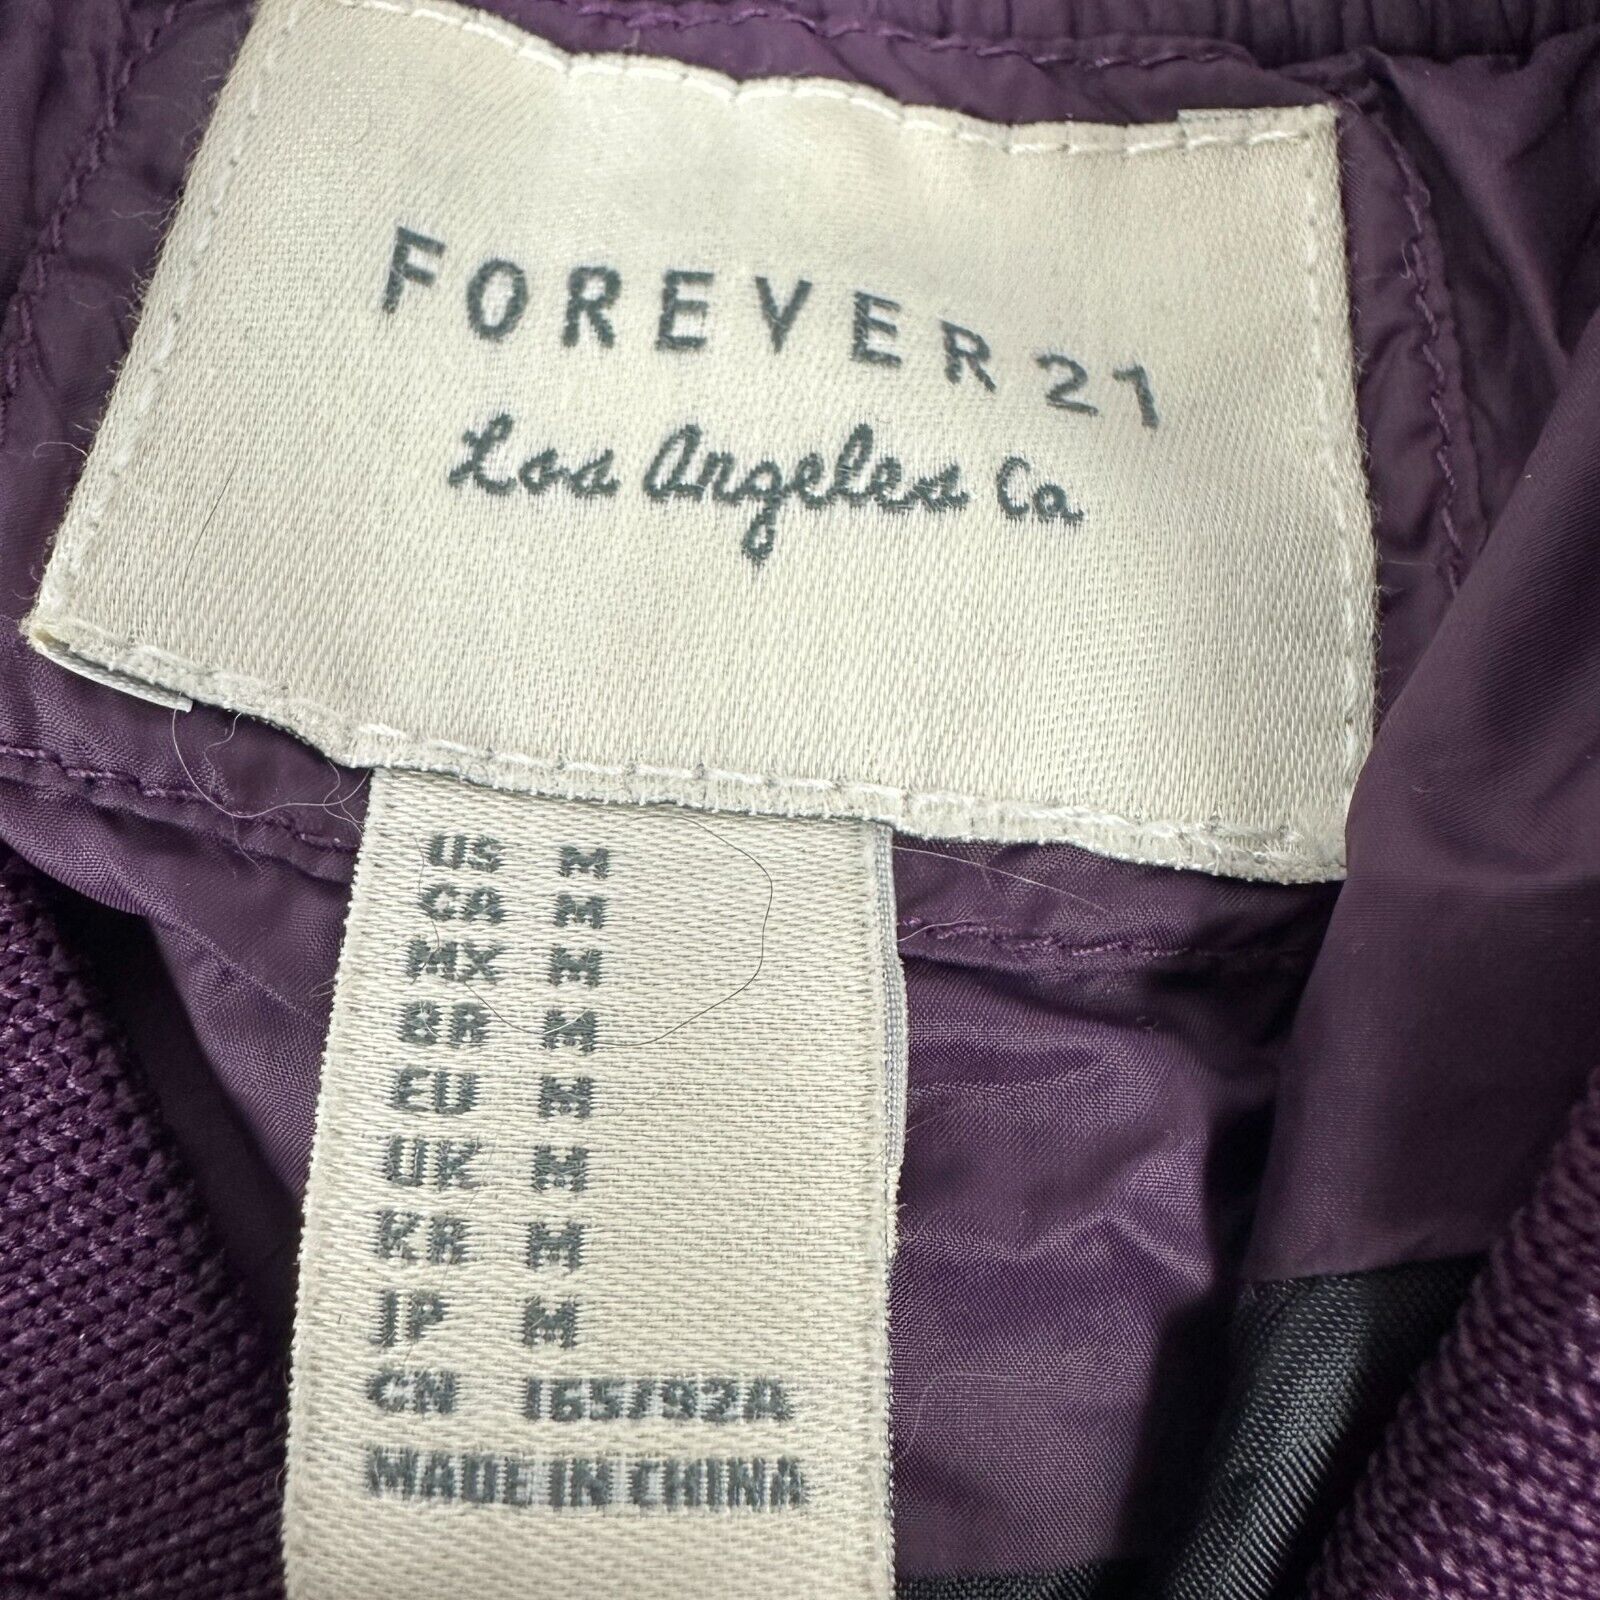 FOREVER 21
Los Angeles Co
US M
CA M
MX M
BR M
EU M
UK M
KR M
JP M
CN 165/92A
MADE IN CHINA